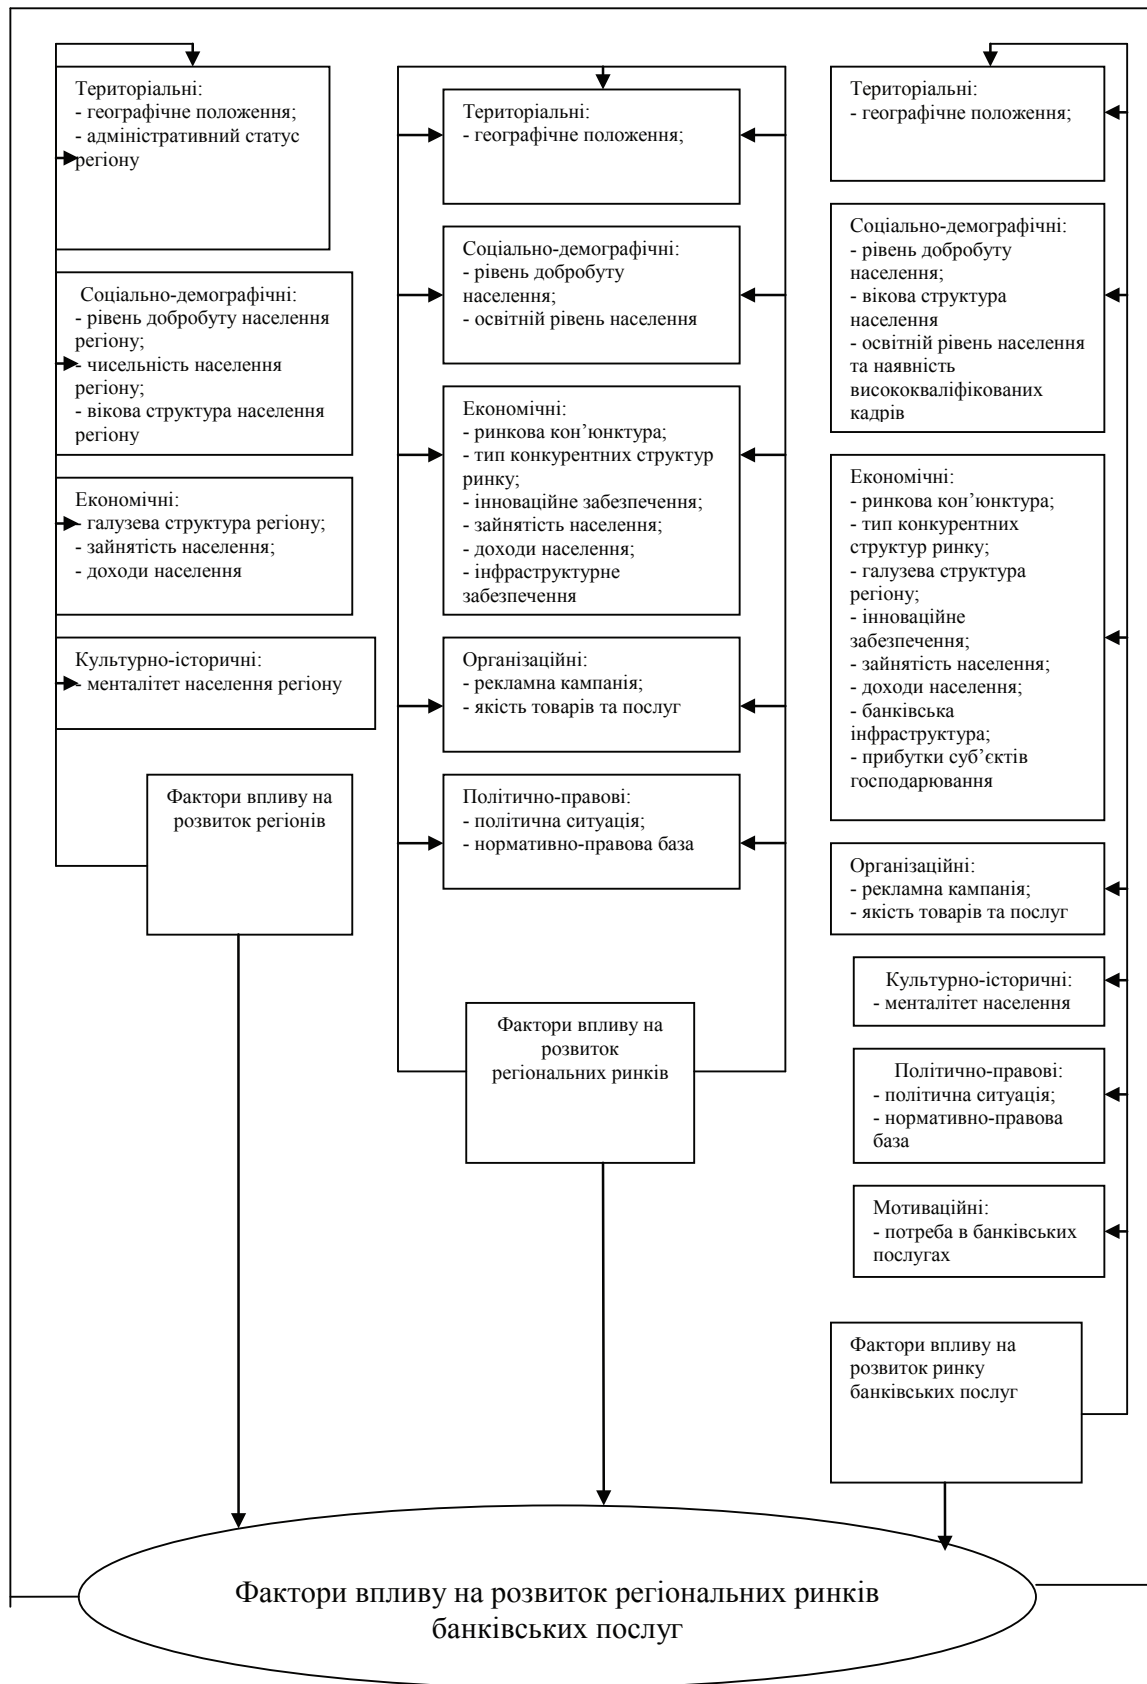 Територіальні:
- географічне положення;
- адміністративний статус
регіону
Соціально-демографічні:
- рівень добробуту населення
регіону;
- чисельність населення
регіону;
- вікова структура населення
регіону
Економічні:
- галузева структура регіону;
- зайнятість населення;
- доходи населення
Культурно-історичні:
- менталітет населення регіону
Фактори впливу на
розвиток регіонів
Територіальні:
- географічне положення;
Соціально-демографічні:
- рівень добробуту
населення;
- освітній рівень населення
Економічні:
- ринкова кон’юнктура;
- тип конкурентних структур
ринку;
- інноваційне забезпечення;
- зайнятість населення;
- доходи населення;
- інфраструктурне
забезпечення
Організаційні:
- рекламна кампанія;
- якість товарів та послуг
Політично-правові:
- політична ситуація;
- нормативно-правова база
Фактори впливу на
розвиток
регіональних ринків
Територіальні:
- географічне положення;
Соціально-демографічні:
- рівень добробуту
населення;
- вікова структура
населення
- освітній рівень населення
та наявність
висококваліфікованих
кадрів
Економічні:
- ринкова кон’юнктура;
- тип конкурентних
структур ринку;
- галузева структура
регіону;
- інноваційне
забезпечення;
- зайнятість населення;
- доходи населення;
- банківська
інфраструктура;
- прибутки суб’єктів
господарювання
Організаційні:
- рекламна кампанія;
- якість товарів та послуг
Культурно-історичні:
- менталітет населення
Політично-правові:
- політична ситуація;
- нормативно-правова
база
Мотиваційні:
- потреба в банківських
послугах
Фактори впливу на
розвиток ринку
банківських послуг
Фактори впливу на розвиток регіональних ринків
банківських послуг